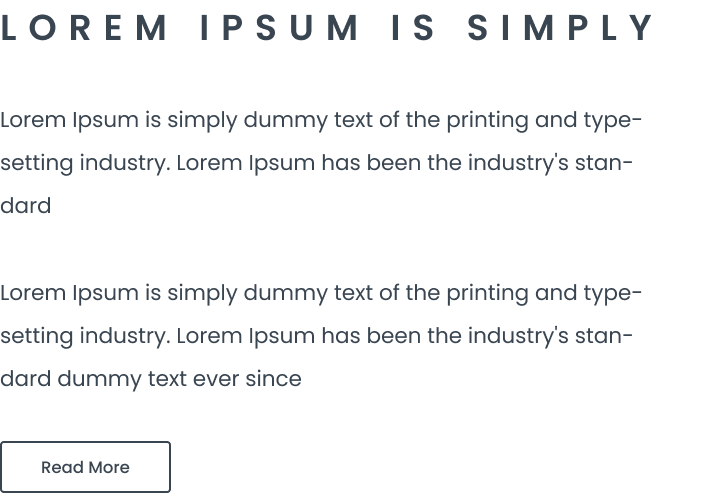 LOREM IPSUM IS SIMPLY
Lorem Ipsum is simply dummy text of the printing and type-
setting industry. Lorem Ipsum has been the industry's stan-
dard
Lorem Ipsum is simply dummy text of the printing and type-
setting industry. Lorem Ipsum has been the industry's stan-
dard dummy text ever since
Read More